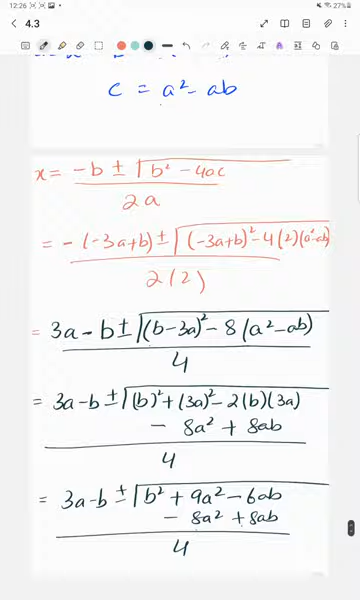 12:26
27%
4.3
c = a² - ab
x = -b ± √b² - 4ac
2a
= -(-3a+b) ± √(-3a+b)² - 4(2)(a²-ab)
2(2)
= 3a - b ± √(b-3a)² - 8(a²-ab)
4
= 3a-b ± √(b)² + (3a)² - 2(b)(3a)
- 8a² + 8ab
4
= 3a-b ± √b² + 9a² - 6ab
- 8a² + 8ab
4